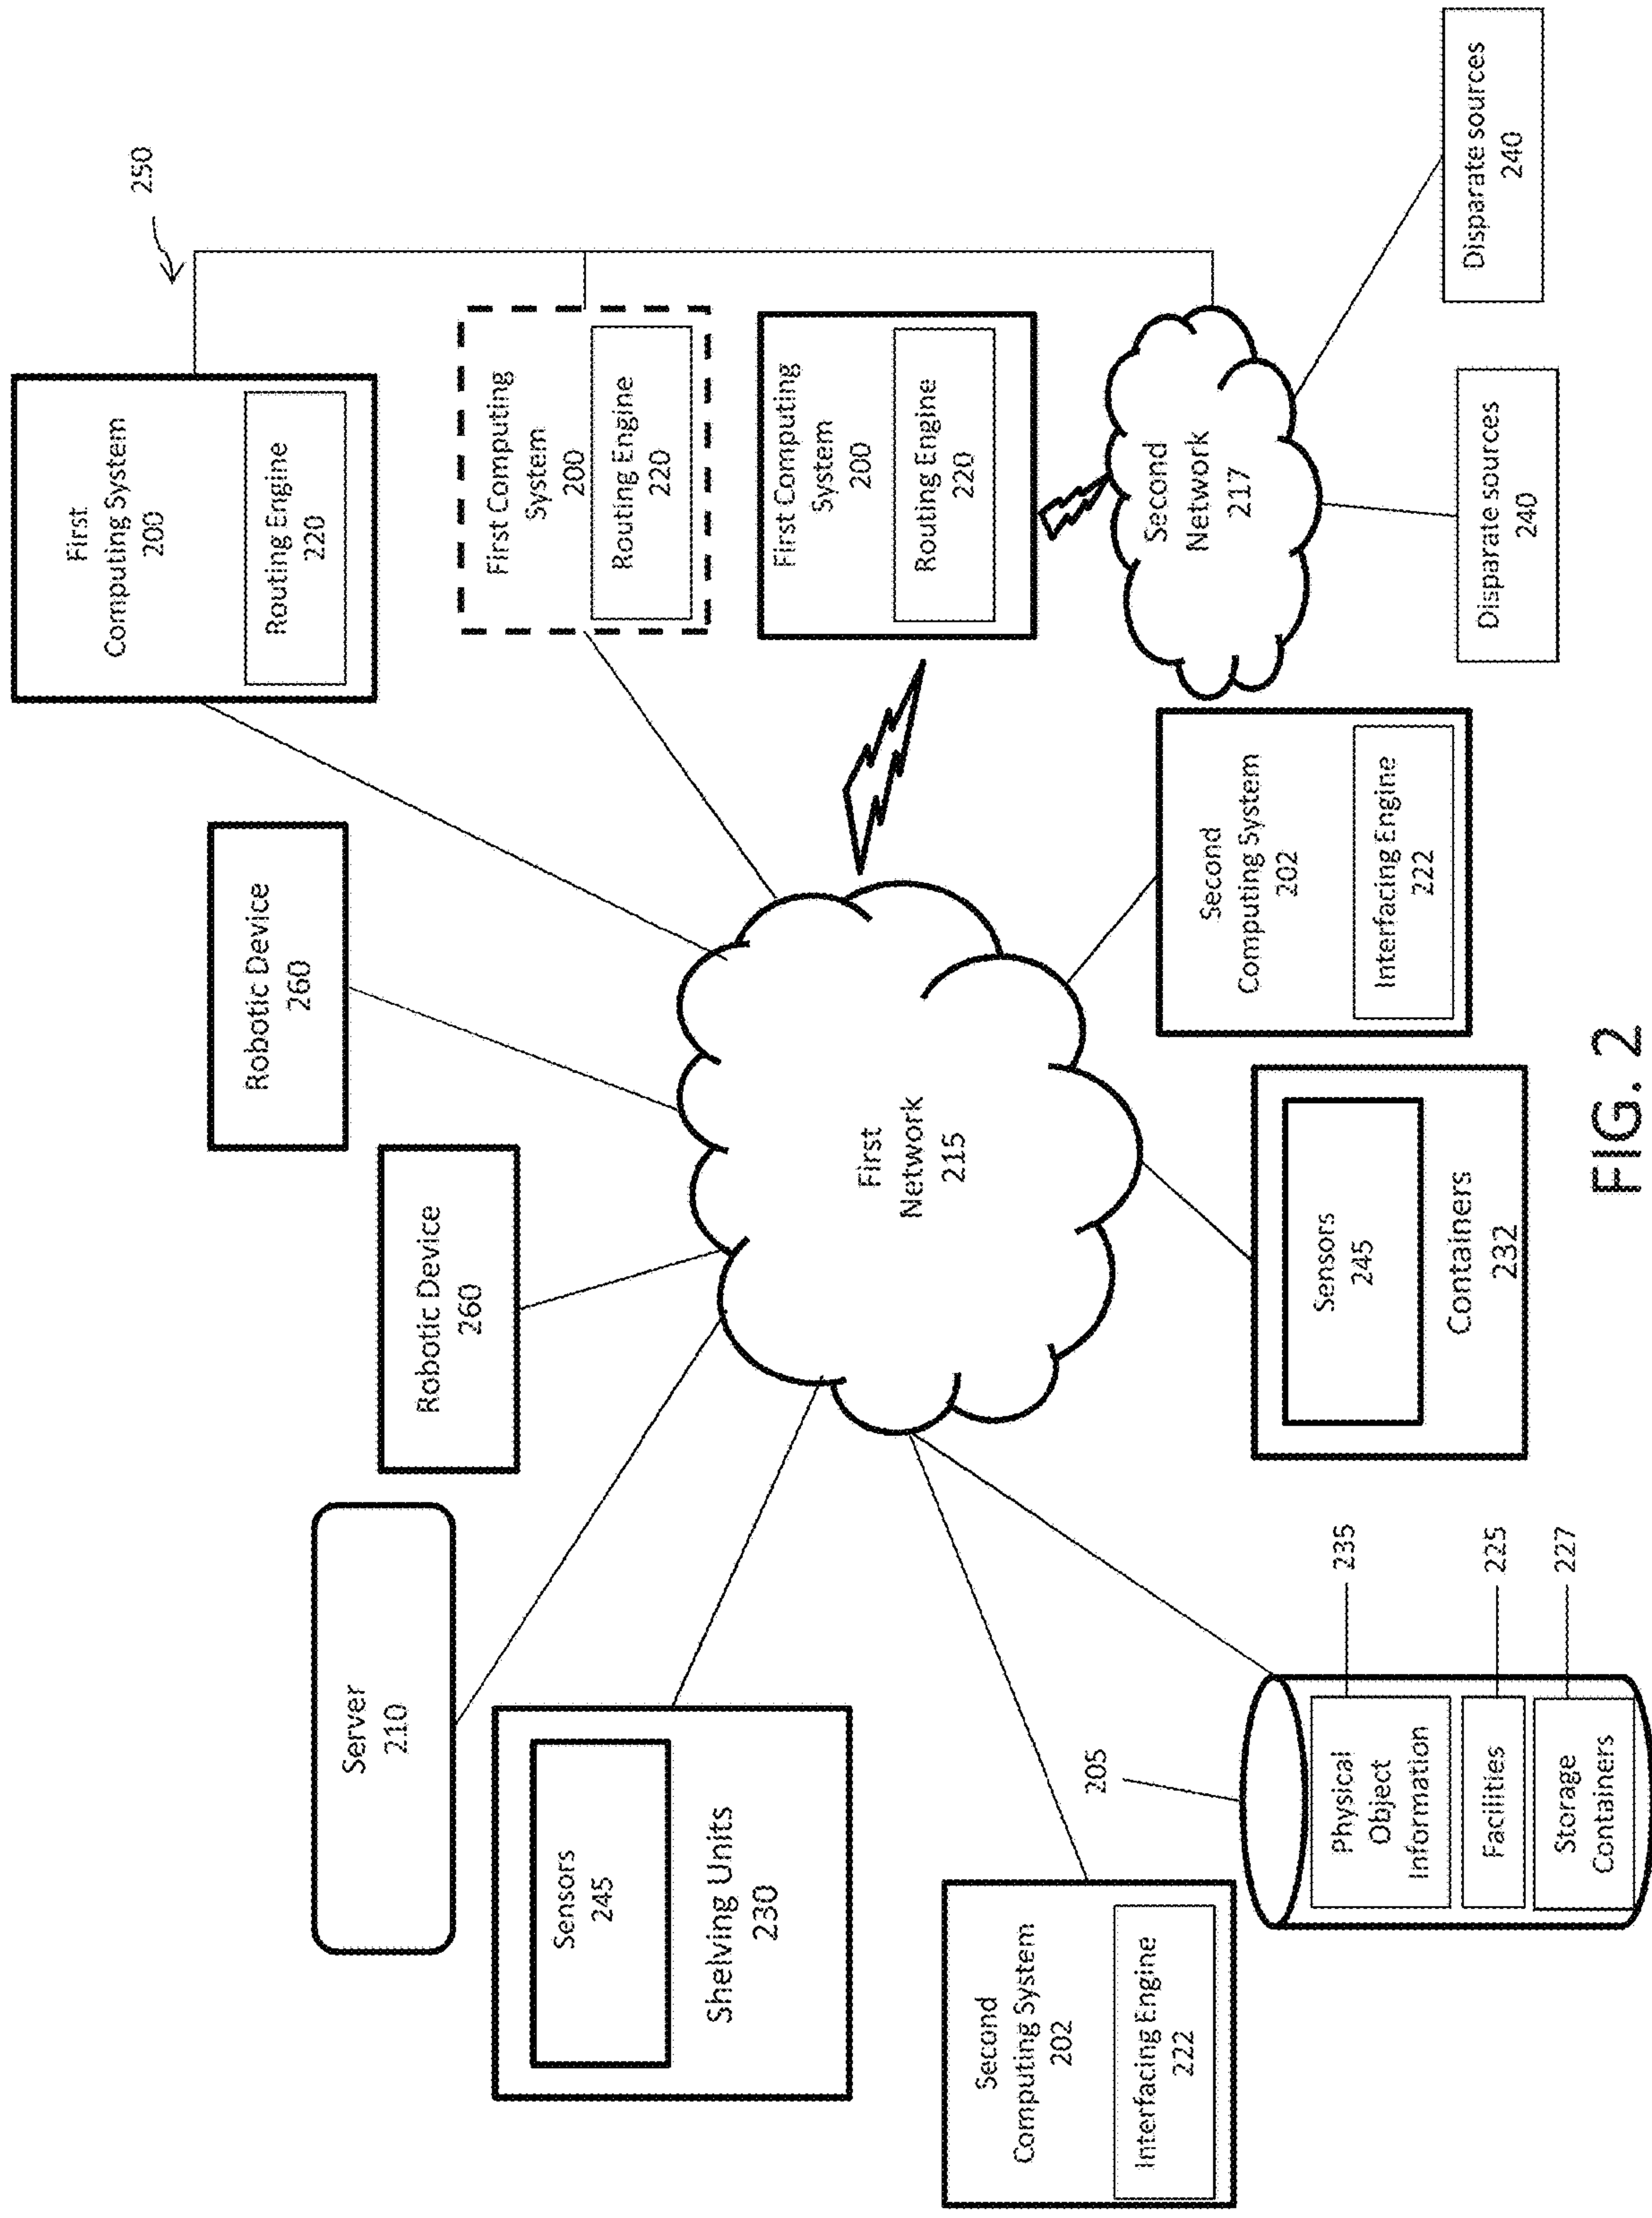 250
First
Computing System
200
Routing Engine
220
First Computing
System
200
Routing Engine
220
First Computing
System
200
Routing Engine
220
Second
Network
217
Disparate sources
240
Disparate sources
240
Robotic Device
260
Robotic Device
260
First
Network
215
Second
Computing System
202
Interfacing Engine
222
Sensors
245
Containers
232
Server
210
Sensors
245
Shelving Units
230
Second
Computing System
202
Interfacing Engine
222
205
Physical
Object
Information
235
Facilities
225
Storage
Containers
227
FIG. 2